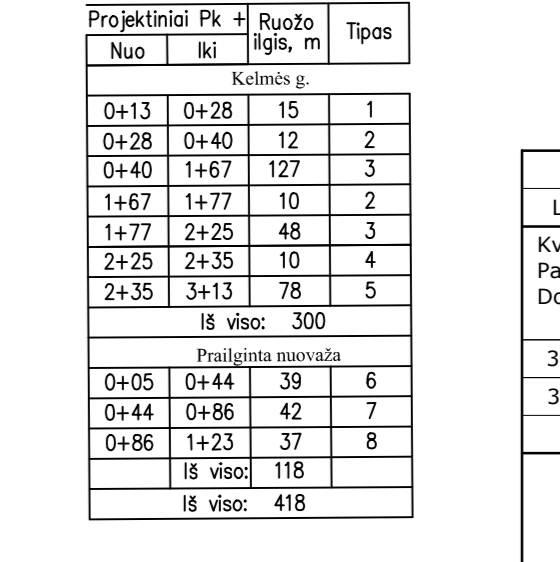 Projektiniai Pk + Ruožo ilgis, m Tipas
Nuo Iki
Kelmės g.
0+13 0+28 15 1
0+28 0+40 12 2
0+40 1+67 127 3
1+67 1+77 10 2
1+77 2+25 48 3
2+25 2+35 10 4
2+35 3+13 78 5
Iš viso: 300
Prailginta nuovaža
0+05 0+44 39 6
0+44 0+86 42 7
0+86 1+23 37 8
Iš viso: 118
Iš viso: 418
L
Kv
Pa
Do
3
3